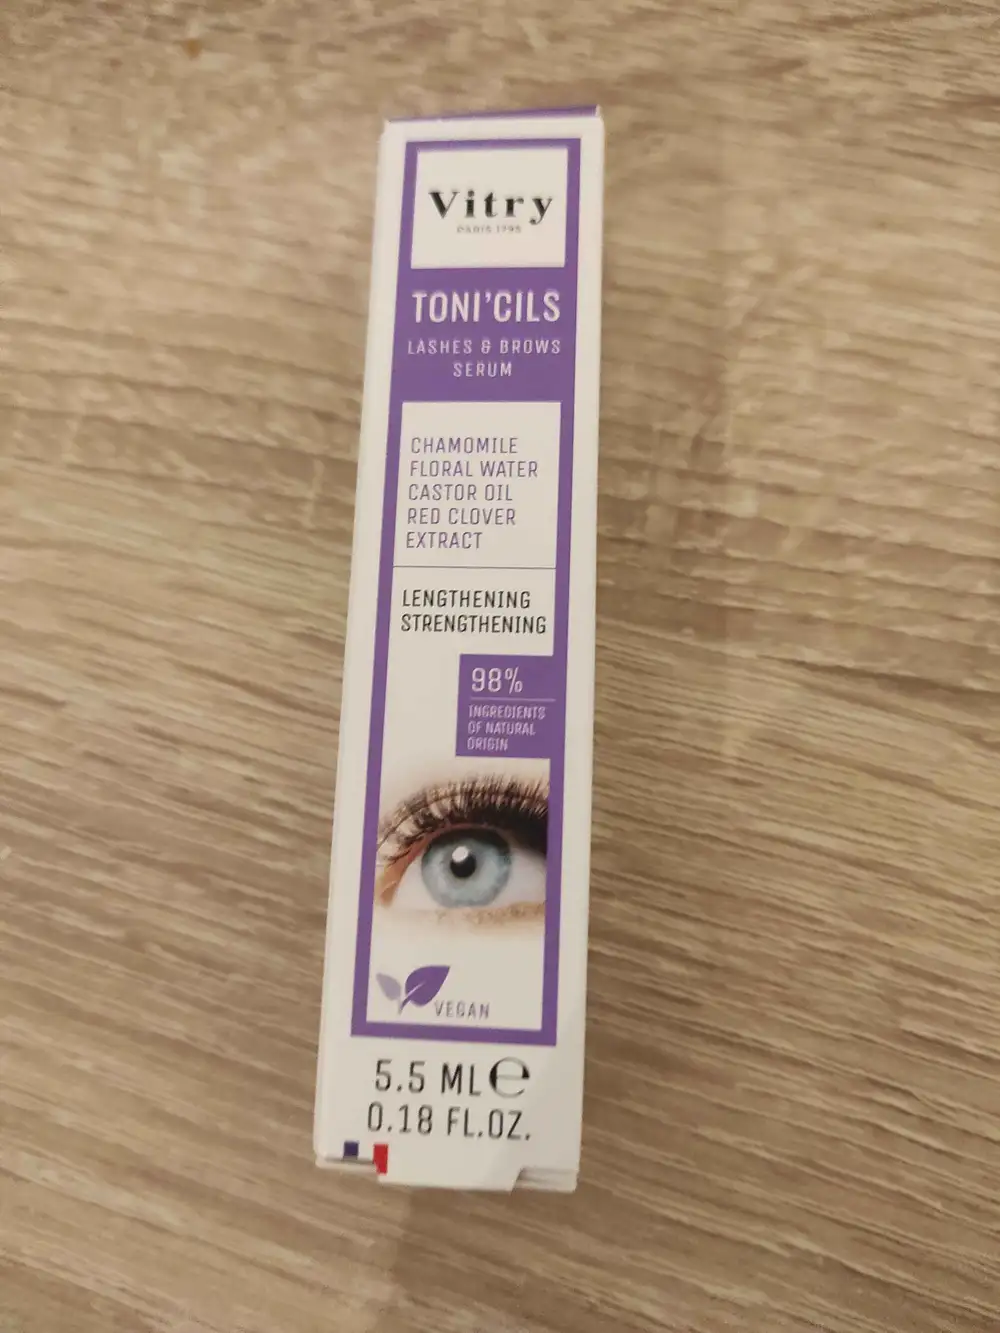 Vitry
PARIS 1795
TONI'CILS
LASHES & BROWS
SERUM
CHAMOMILE
FLORAL WATER
CASTOR OIL
RED CLOVER
EXTRACT
LENGTHENING
STRENGTHENING
98%
INGREDIENTS
OF NATURAL
ORIGIN
VEGAN
5.5 ML ℮
0.18 FL.OZ.